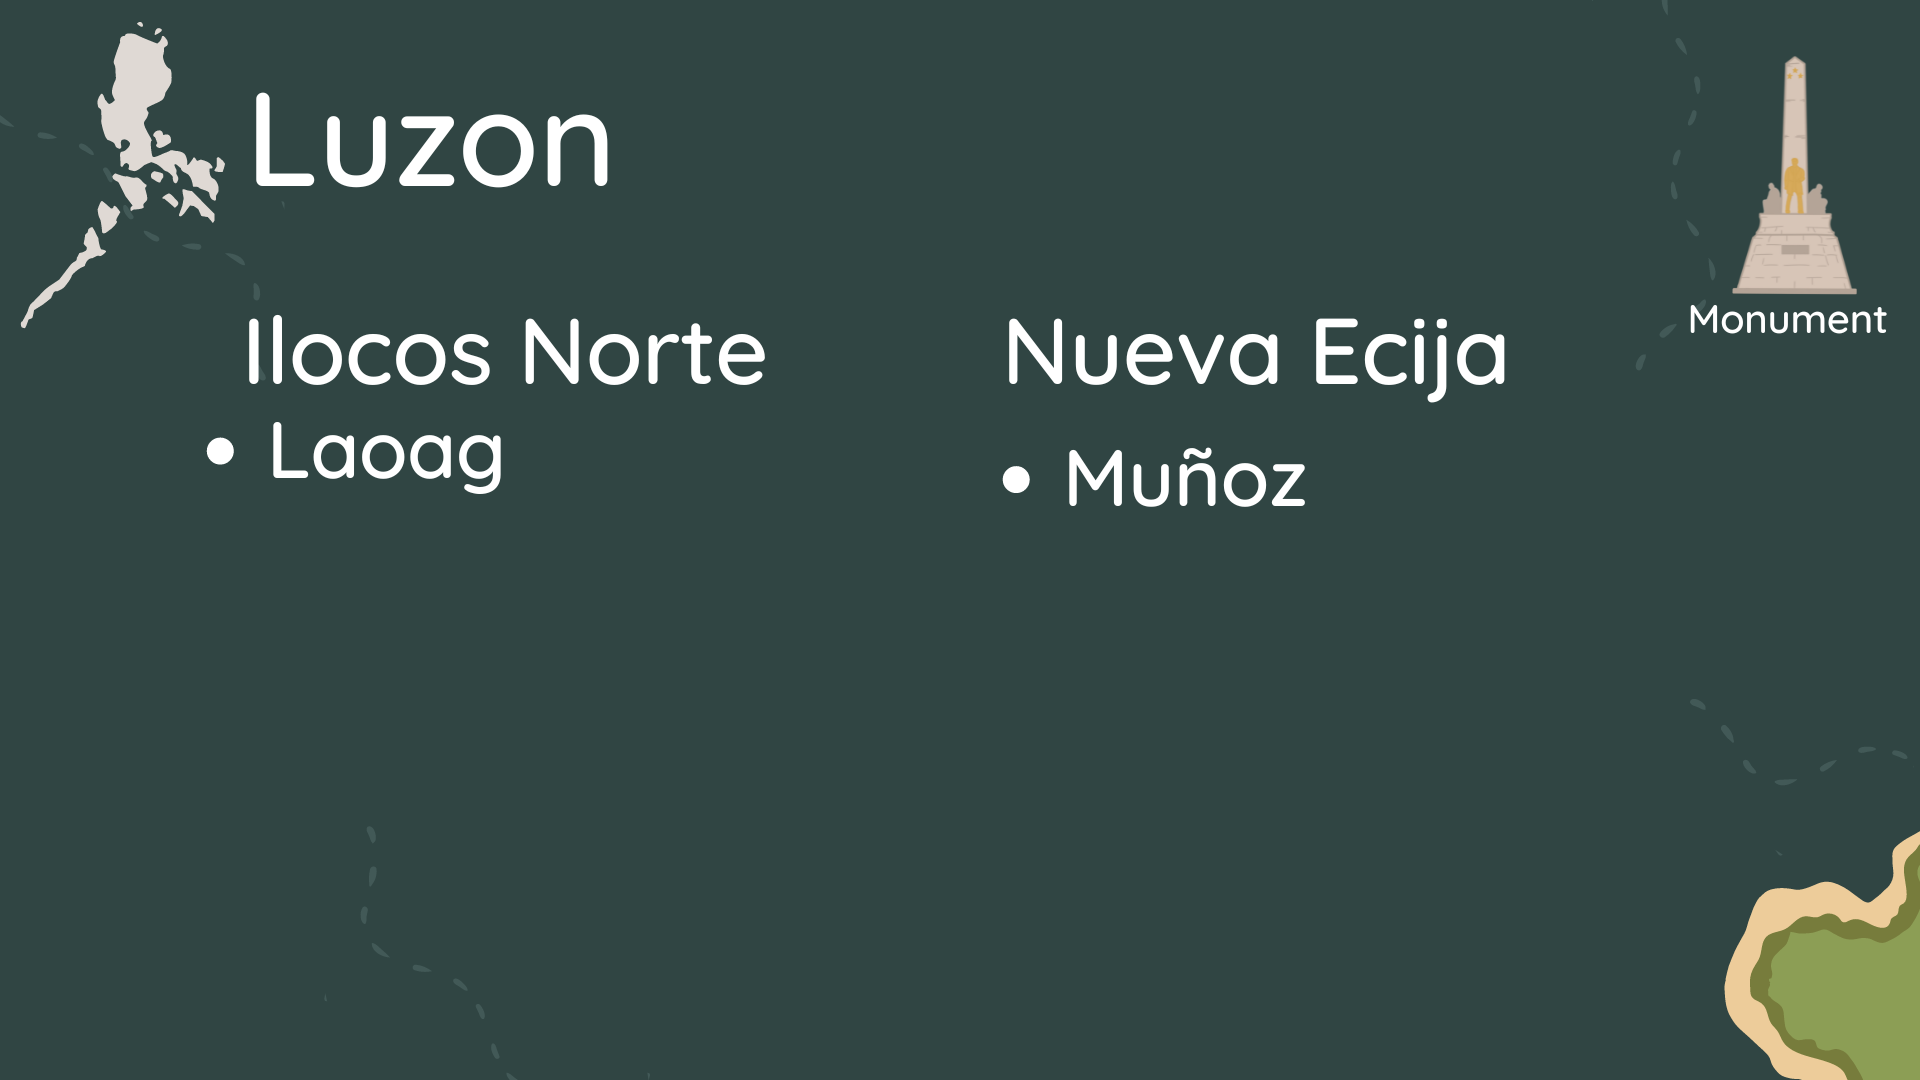 Luzon
Monument
Ilocos Norte
• Laoag
Nueva Ecija
• Muñoz